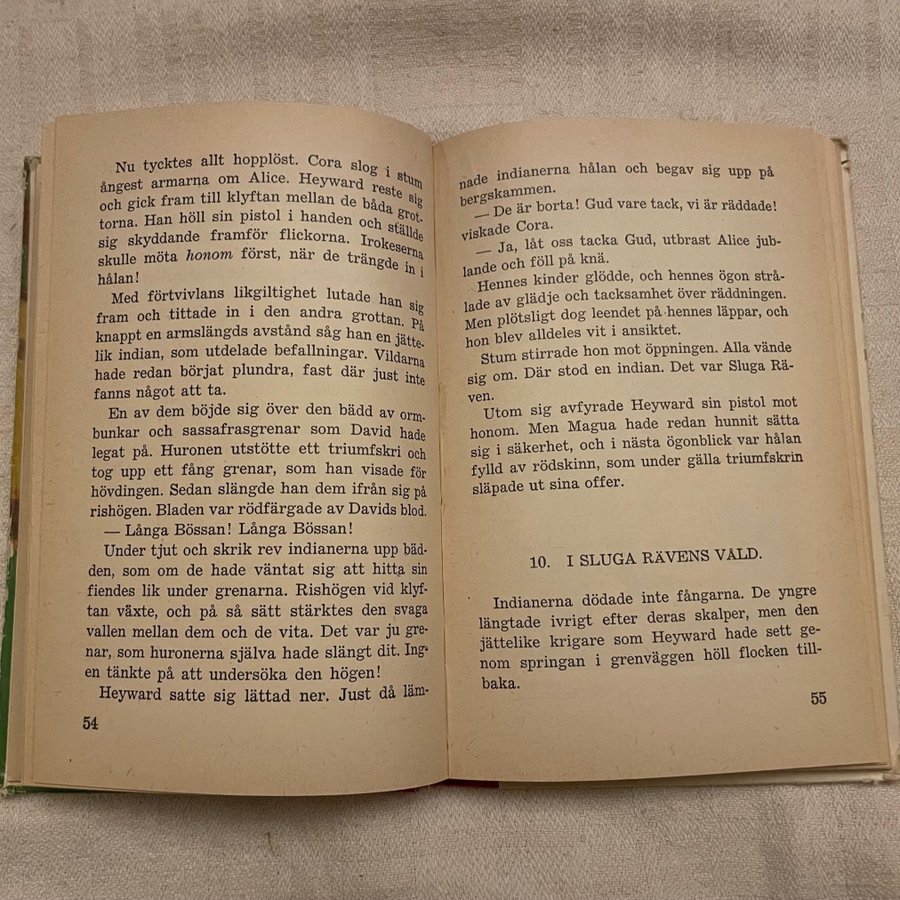 Nu tycktes allt hopplöst. Cora slog i stum
ångest armarna om Alice. Heyward reste sig
och gick fram till klyftan mellan de båda grot-
torna. Han höll sin pistol i handen och ställde
sig skyddande framför flickorna. Irokeserna
skulle möta honom först, när de trängde in i
hålan!
Med förtvivlans likgiltighet lutade han sig
fram och tittade in i den andra grottan. På
knappt en armslängds avstånd såg han en jätte-
lik indian, som utdelade befallningar. Vildarna
hade redan börjat plundra, fast där just inte
fanns något att ta.
En av dem böjde sig över den bädd av orm-
bunkar och sassafrasgrenar som David hade
legat på. Huronen utstötte ett triumfskri och
tog upp ett fång grenar, som han visade för
hövdingen. Sedan slängde han dem ifrån sig på
rishögen. Bladen var rödfärgade av Davids blod.
— Långa Bössan! Långa Bössan!
Under tjut och skrik rev indianerna upp bäd-
den, som om de hade väntat sig att hitta sin
fiendes lik under grenarna. Rishögen vid klyf-
tan växte, och på så sätt stärktes den svaga
vallen mellan dem och de vita. Det var ju gre-
nar, som huronerna själva hade slängt dit. Ing-
en tänkte på att undersöka den högen!
Heyward satte sig lättad ner. Just då läm-
54
nade indianerna hålan och begav sig upp på
bergskammen.
— De är borta! Gud vare tack, vi är räddade!
viskade Cora.
— Ja, låt oss tacka Gud, utbrast Alice jub-
lande och föll på knä.
Hennes kinder glödde, och hennes ögon strå-
lade av glädje och tacksamhet över räddningen.
Men plötsligt dog leendet på hennes läppar, och
hon blev alldeles vit i ansiktet.
Stum stirrade hon mot öppningen. Alla vände
sig om. Där stod en indian. Det var Sluga Rä-
ven.
Utom sig avfyrade Heyward sin pistol mot
honom. Men Magua hade redan hunnit sätta
sig i säkerhet, och i nästa ögonblick var hålan
fylld av rödskinn, som under gälla triumfskrin
släpade ut sina offer.
10. I SLUGA RÄVENS VÅLD.
Indianerna dödade inte fångarna. De yngre
längtade ivrigt efter deras skalper, men den
jättelike krigare som Heyward hade sett ge-
nom springan i grenväggen höll flocken till-
baka.
55